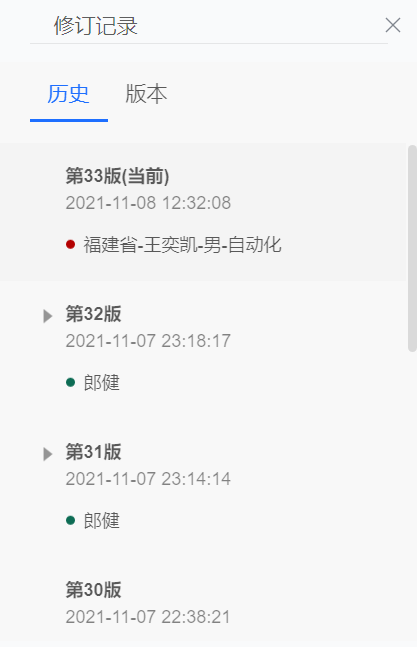 修订记录
历史 版本
第33版(当前)
2021-11-08 12:32:08
福建省-王奕凯-男-自动化
第32版
2021-11-07 23:18:17
郎健
第31版
2021-11-07 23:14:14
郎健
第30版
2021-11-07 22:38:21